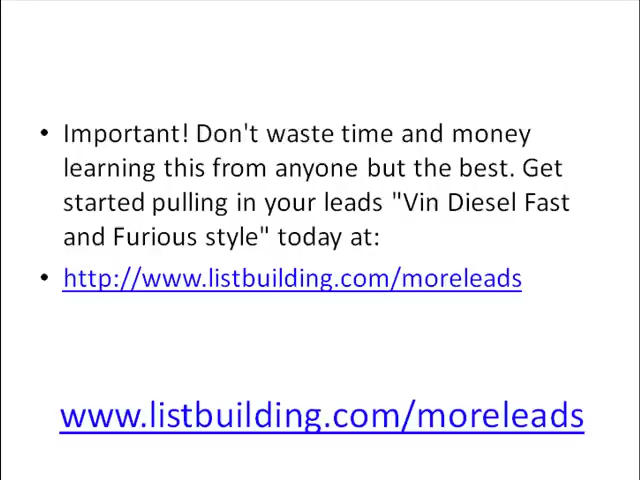 • Important! Don't waste time and money
learning this from anyone but the best. Get
started pulling in your leads "Vin Diesel Fast
and Furious style" today at:
• http://www.listbuilding.com/moreleads
www.listbuilding.com/moreleads